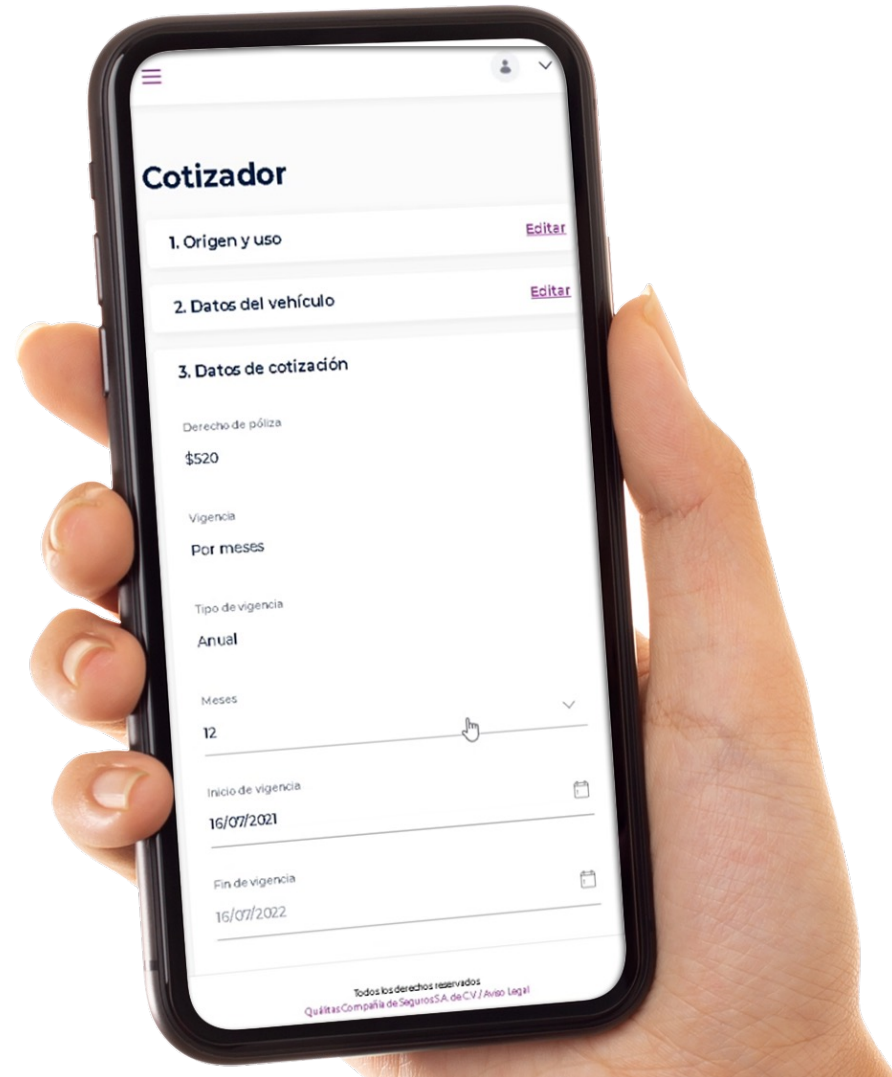 Cotizador
1. Origen y uso
Editar
2. Datos del vehículo
Editar
3. Datos de cotización
Derecho de póliza
$520
Vigencia
Por meses
Tipo de vigencia
Anual
Meses
12
Inicio de vigencia
16/07/2021
Fin de vigencia
16/07/2022
Todos los derechos reservados
Quálitas Compañía de Seguros S.A. de C.V. / Aviso Legal